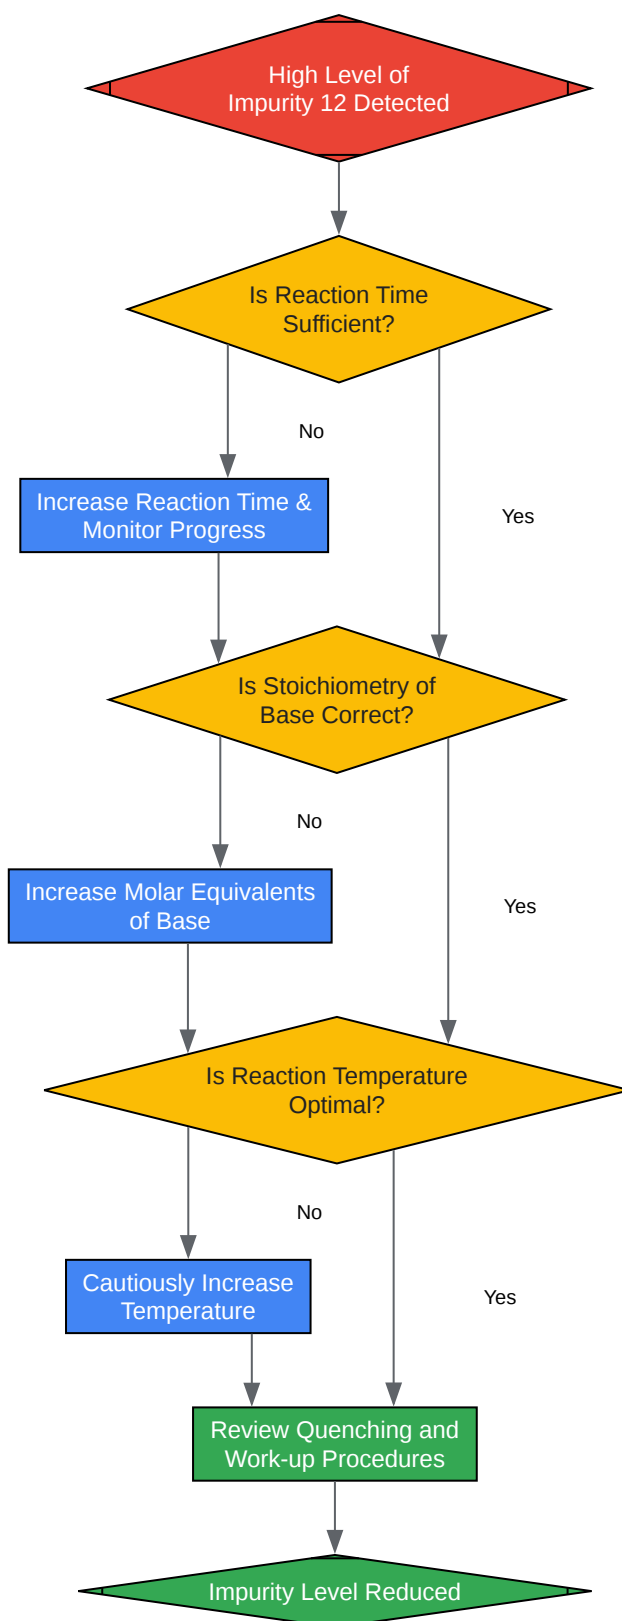 High Level of
Impurity 12 Detected
Is Reaction Time
Sufficient?
No
Increase Reaction Time &
Monitor Progress
Yes
Is Stoichiometry of
Base Correct?
No
Increase Molar Equivalents
of Base
Yes
Is Reaction Temperature
Optimal?
No
Cautiously Increase
Temperature
Yes
Review Quenching and
Work-up Procedures
Impurity Level Reduced